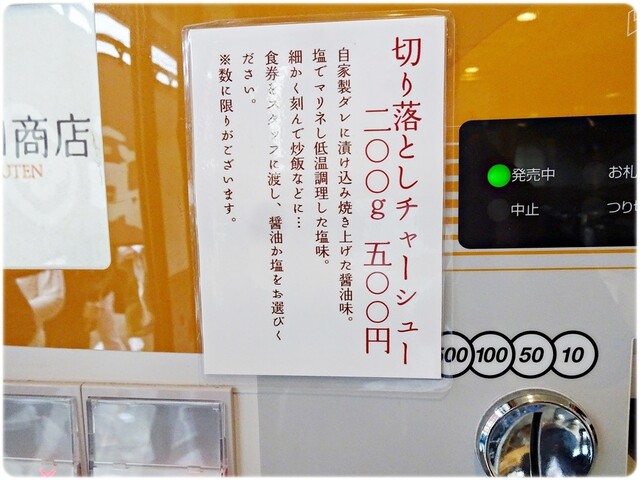 切り落としチャーシュー
二〇〇g 五〇〇円
自家製ダレに漬け込み焼き上げた醤油味。
塩でマリネし低温調理した塩味。
細かく刻んで炒飯などに…
食券をスタッフに渡し、醤油か塩をお選びく
ださい。
※数に限りがございます。
商店
発売中
お札
中止
つり
100
50
10